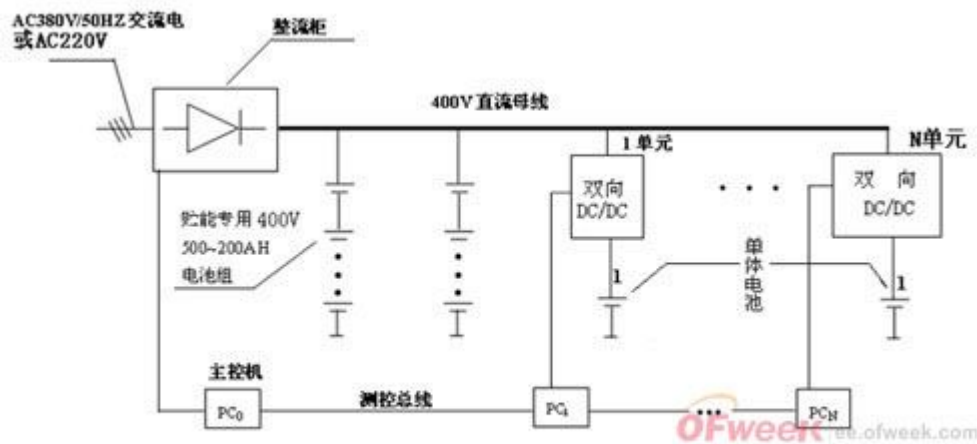 AC380V/50HZ 交流电
或AC220V
整流柜
400V 直流母线
1 单元
N单元
双向
DC/DC
双 向
DC/DC
贮能专用 400V
500~200AH
电池组
1
单体电池
1
主控机
PC₀
测控总线
PC₁
PCN
OFweek ee.ofweek.com